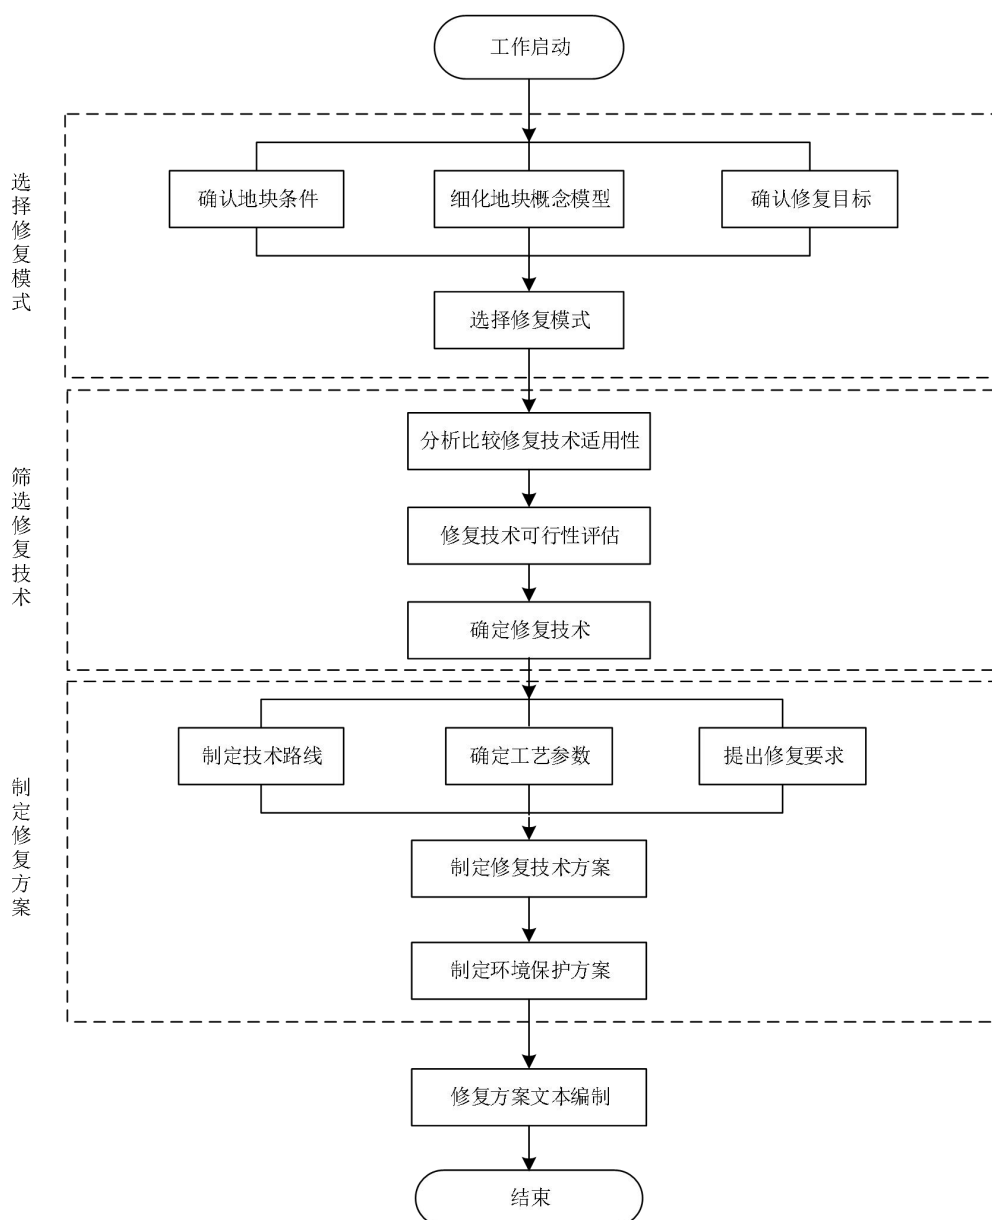 工作启动
选择修复模式
确认地块条件
细化地块概念模型
确认修复目标
选择修复模式
筛选修复技术
分析比较修复技术适用性
修复技术可行性评估
确定修复技术
制定修复方案
制定技术路线
确定工艺参数
提出修复要求
制定修复技术方案
制定环境保护方案
修复方案文本编制
结束